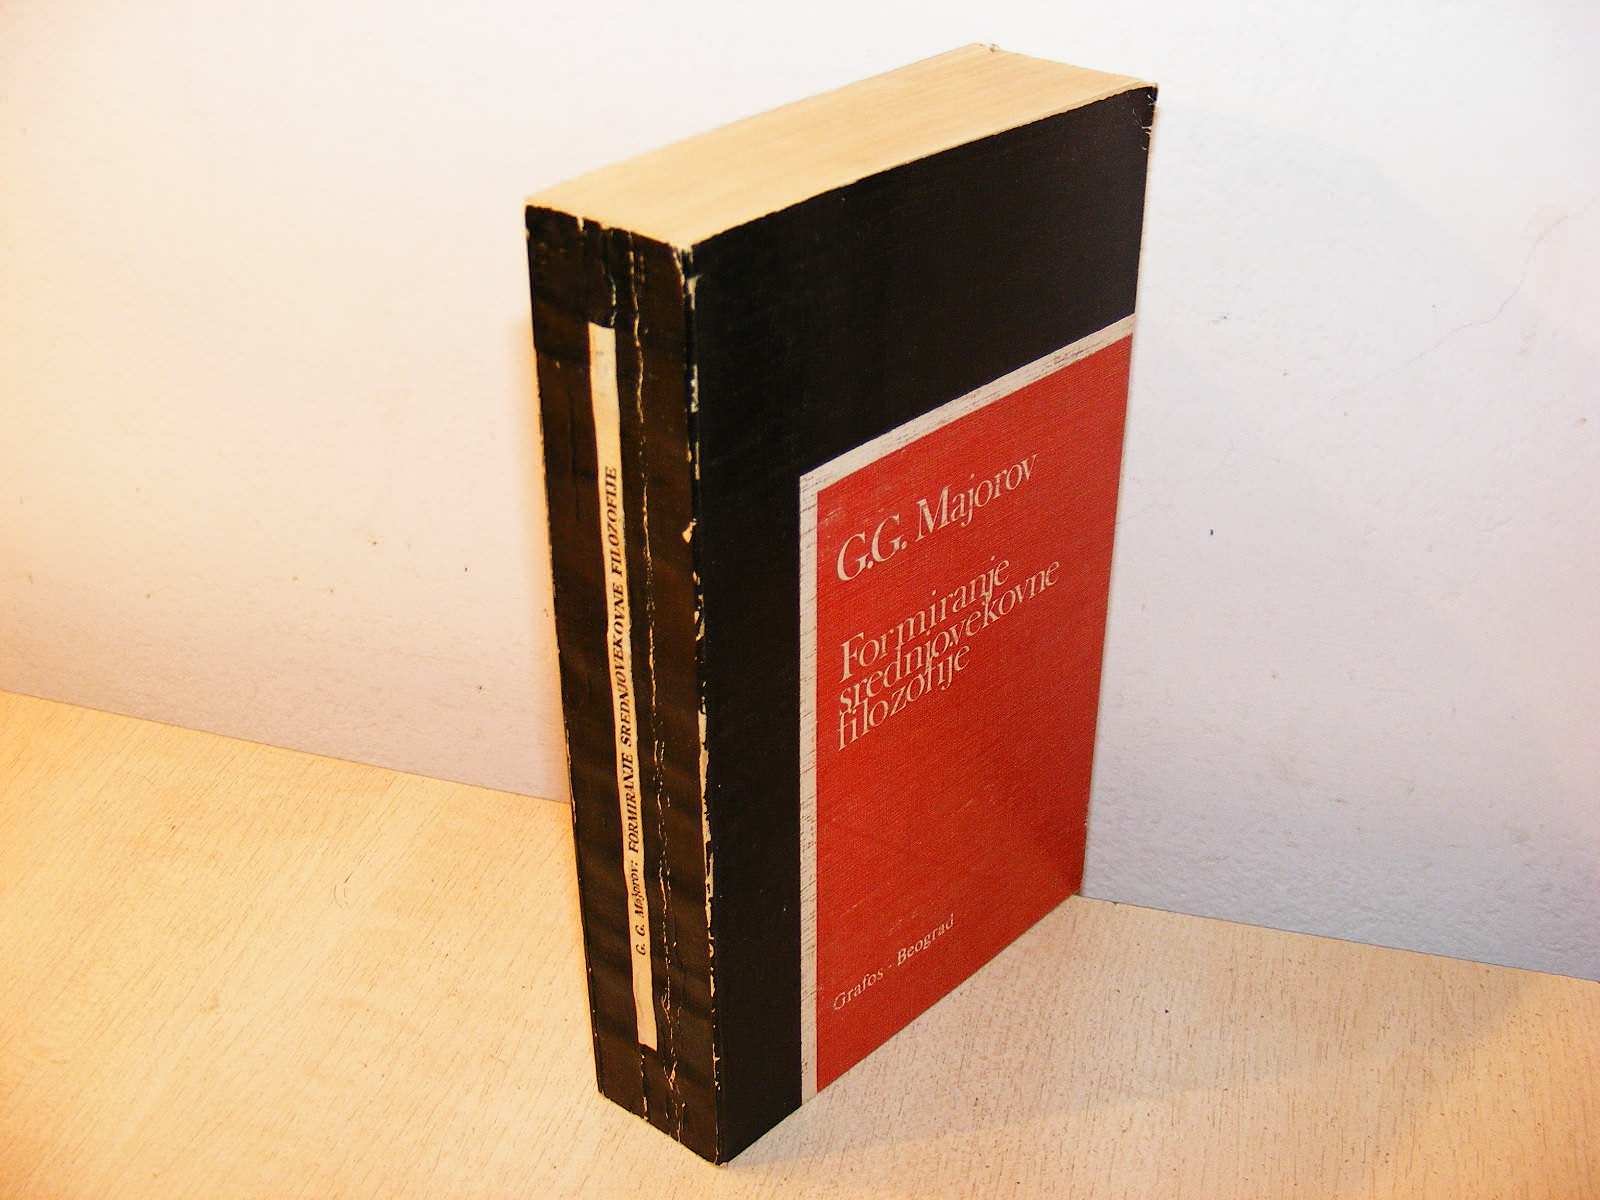 G. G. Majorov: FORMIRANJE SREDNJOVEKOVNE FILOZOFIJE
G.G. Majorov
Formiranje
srednjovekovne
filozofije
Grafos - Beograd